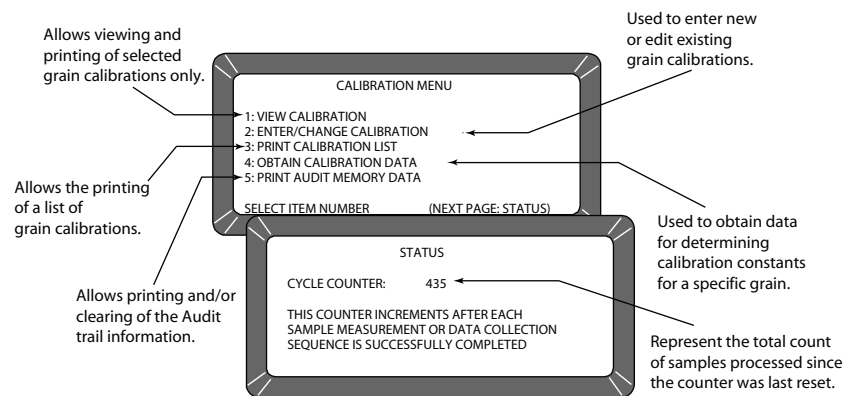 Allows viewing and
printing of selected
grain calibrations only.
Used to enter new
or edit existing
grain calibrations.
CALIBRATION MENU
1: VIEW CALIBRATION
2: ENTER/CHANGE CALIBRATION
3: PRINT CALIBRATION LIST
4: OBTAIN CALIBRATION DATA
5: PRINT AUDIT MEMORY DATA
SELECT ITEM NUMBER (NEXT PAGE: STATUS)
Allows the printing
of a list of
grain calibrations.
Used to obtain data
for determining
calibration constants
for a specific grain.
STATUS
CYCLE COUNTER: 435
THIS COUNTER INCREMENTS AFTER EACH
SAMPLE MEASUREMENT OR DATA COLLECTION
SEQUENCE IS SUCCESSFULLY COMPLETED
Allows printing and/or
clearing of the Audit
trail information.
Represent the total count
of samples processed since
the counter was last reset.